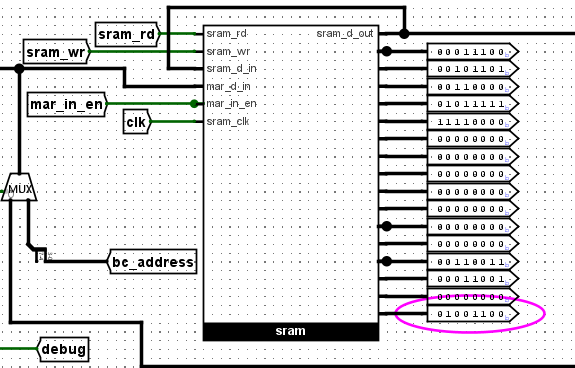 sram_rd
sram_wr
mar_in_en
clk
MUX
bc_address
debug
sram_rd
sram_wr
sram_d_in
mar_d_in
mar_in_en
sram_clk
sram_d_out
sram
00011100
00101101
00110000
01011111
11110000
00000000
00000000
00000000
00000000
00000000
00000000
00000000
00110011
00011001
00000000
01001100